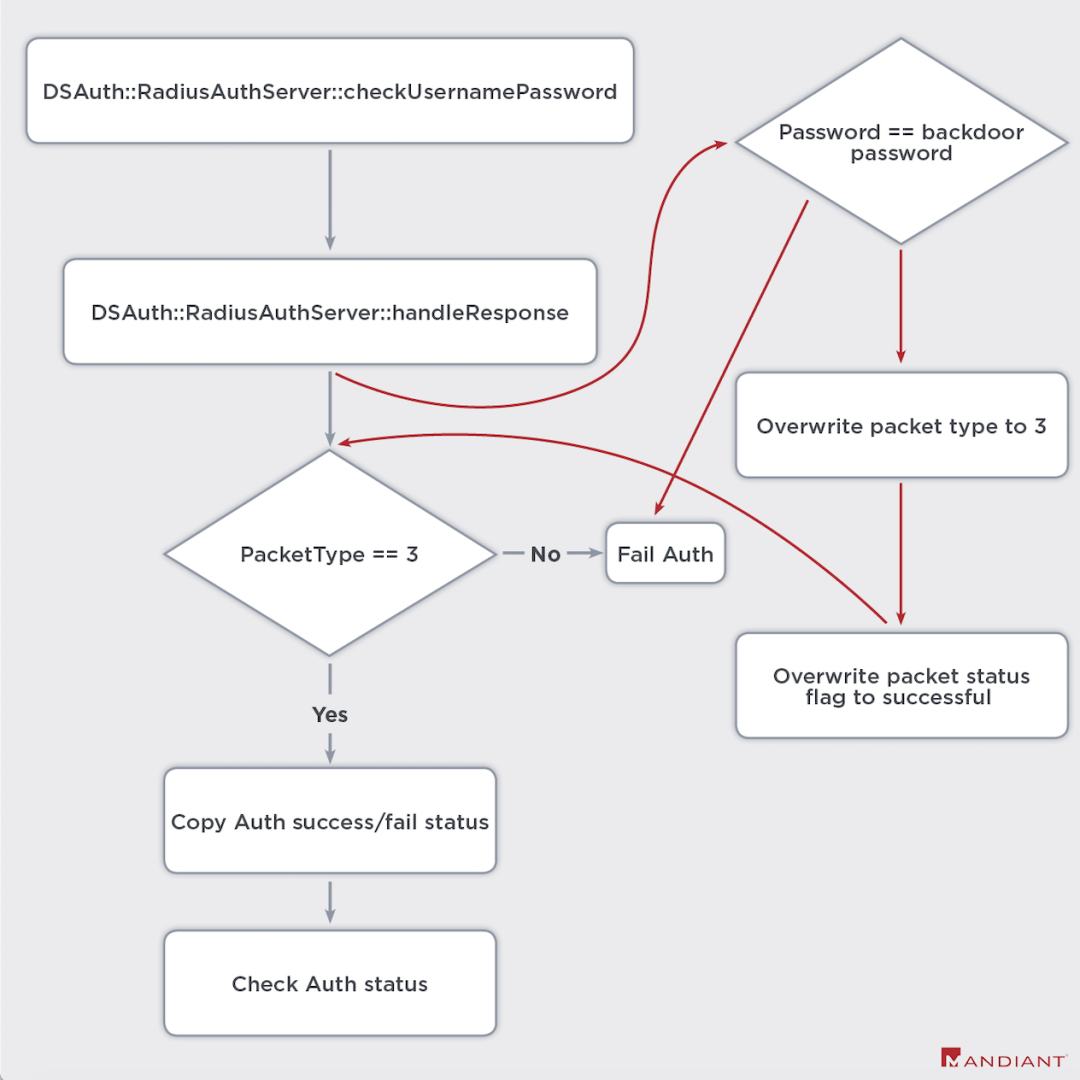 DSAuth::RadiusAuthServer::checkUsernamePassword
Password == backdoor
password
DSAuth::RadiusAuthServer::handleResponse
Overwrite packet type to 3
PacketType == 3
No
Fail Auth
Overwrite packet status
flag to successful
Yes
Copy Auth success/fail status
Check Auth status
MANDIANT